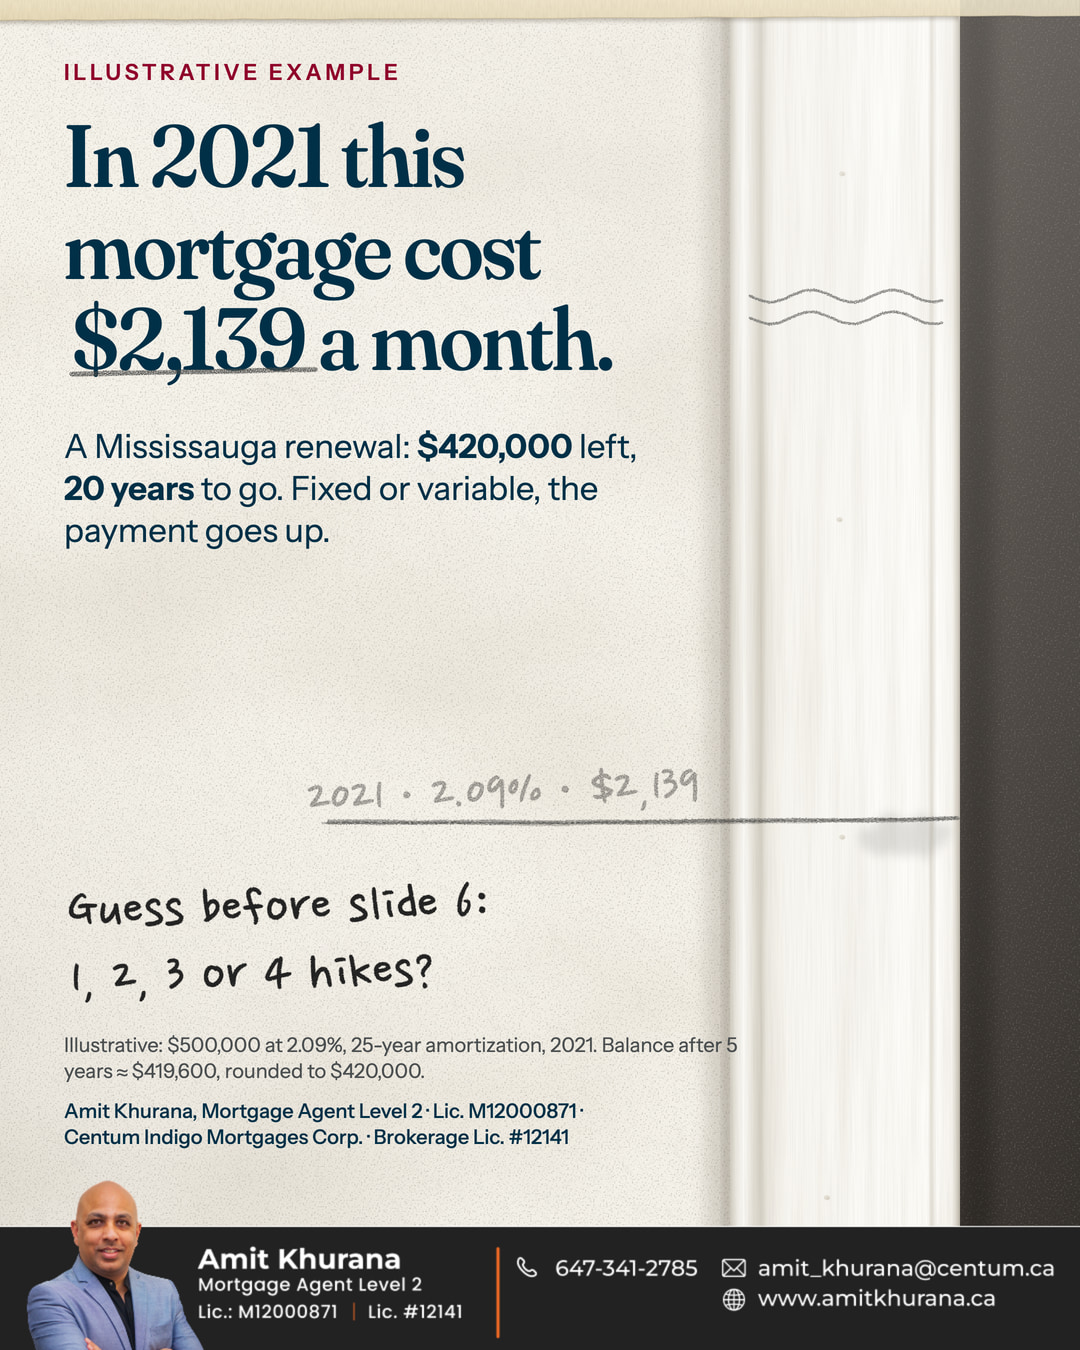 ILLUSTRATIVE EXAMPLE
In 2021 this
mortgage cost
$2,139 a month.
A Mississauga renewal: $420,000 left,
20 years to go. Fixed or variable, the
payment goes up.
2021 · 2.09% · $2,139
Guess before slide 6:
1, 2, 3 or 4 hikes?
Illustrative: $500,000 at 2.09%, 25-year amortization, 2021. Balance after 5
years ≈ $419,600, rounded to $420,000.
Amit Khurana, Mortgage Agent Level 2 · Lic. M12000871 ·
Centum Indigo Mortgages Corp. · Brokerage Lic. #12141
Amit Khurana
Mortgage Agent Level 2
Lic.: M12000871 | Lic. #12141
647-341-2785
amit_khurana@centum.ca
www.amitkhurana.ca